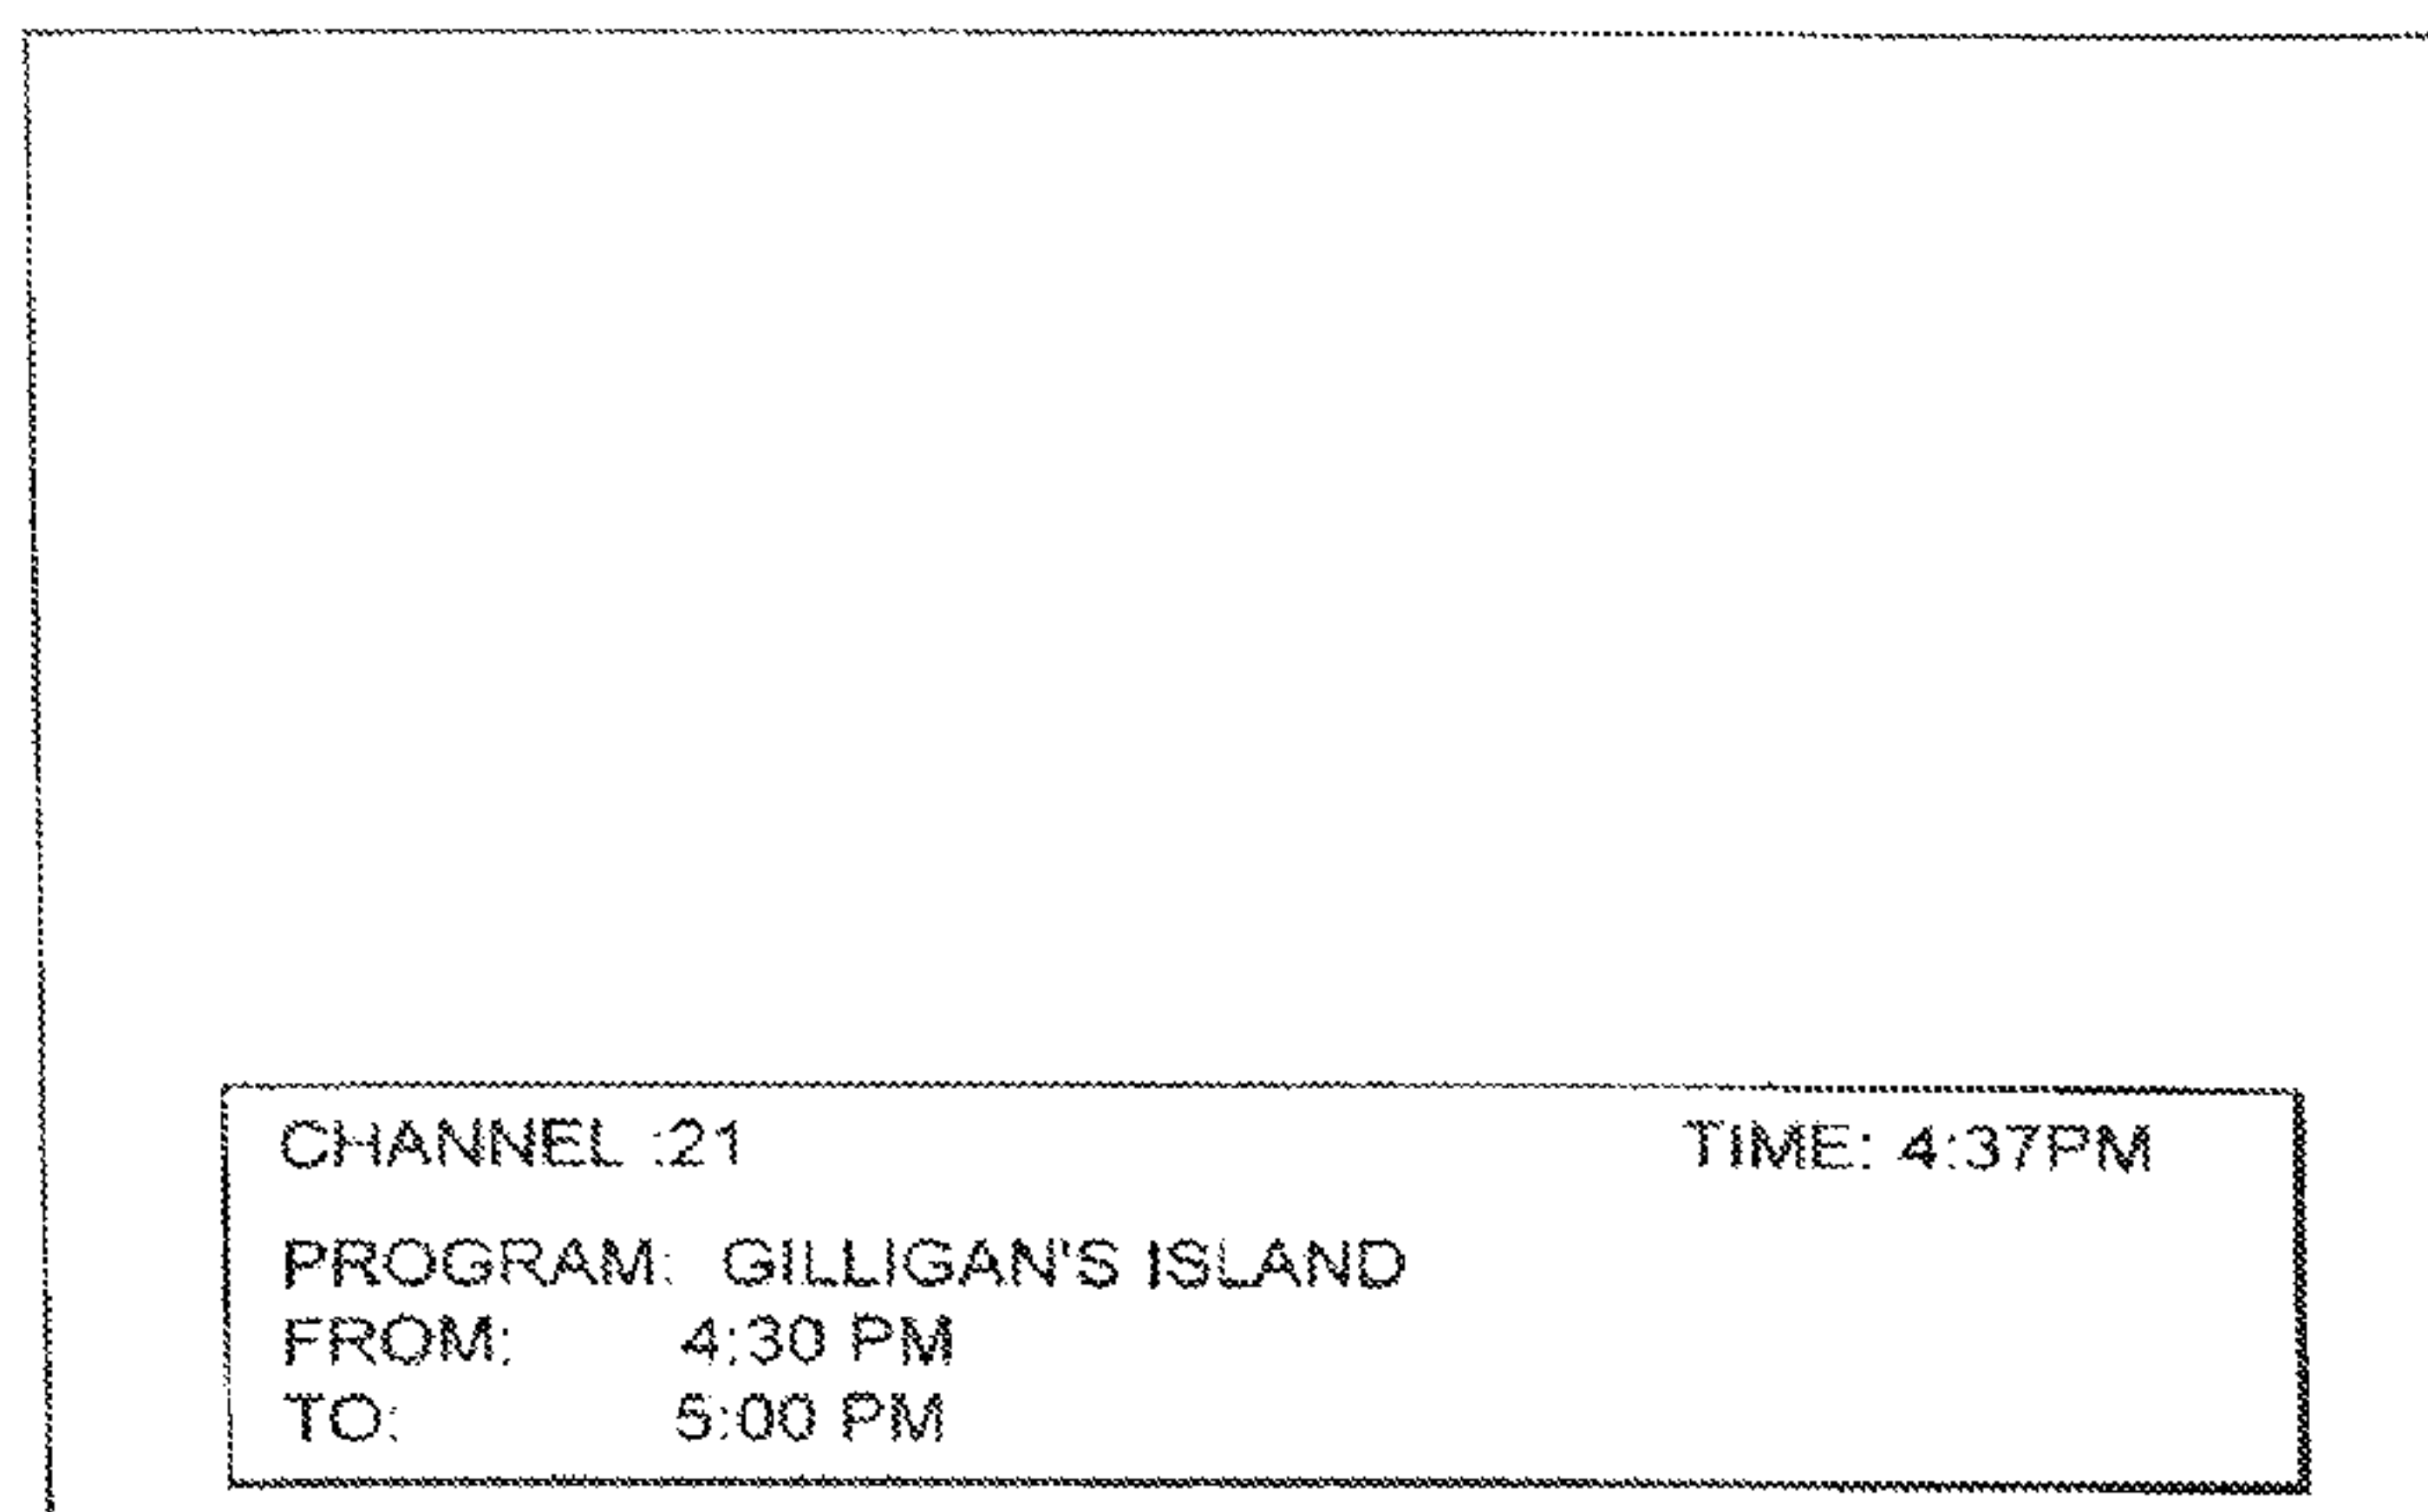 CHANNEL :21 TIME: 4:37PM
PROGRAM: GILLIGAN'S ISLAND
FROM: 4:30 PM
TO: 5:00 PM